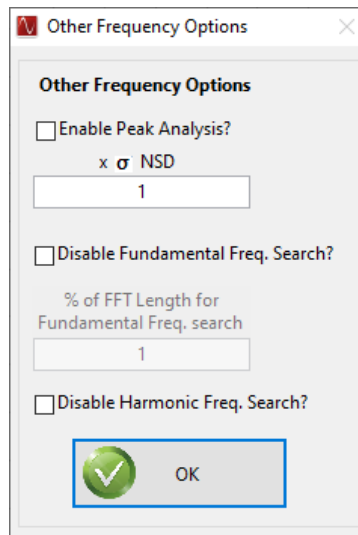 Other Frequency Options
Other Frequency Options
Enable Peak Analysis?
x σ NSD
1
Disable Fundamental Freq. Search?
% of FFT Length for
Fundamental Freq. search
1
Disable Harmonic Freq. Search?
OK